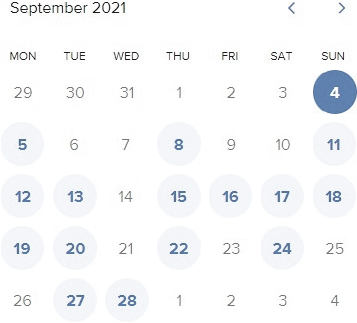 September 2021 < >
MON TUE WED THU FRI SAT SUN
29 30 31 1 2 3 4
5 6 7 8 9 10 11
12 13 14 15 16 17 18
19 20 21 22 23 24 25
26 27 28 1 2 3 4